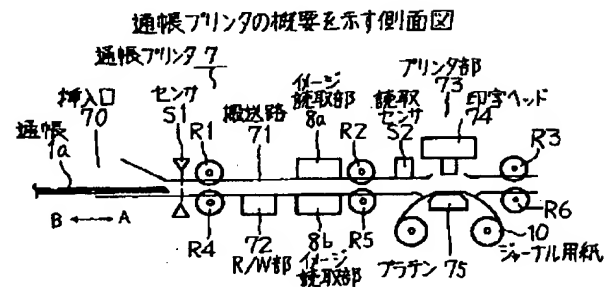 通帳プリンタの概要を示す側面図
通帳プリンタ 7
プリンタ部
73
イメージ
読取部
8a
センサ
S1
挿入口
70
搬送路
71
読取
センサ
S2
印字ヘッド
74
通帳
1a
R1
R2
R3
B ←→ A
R4
72
R/W部
8b
イメージ
読取部
R5
プラテン 75
R6
10
ジャーナル用紙